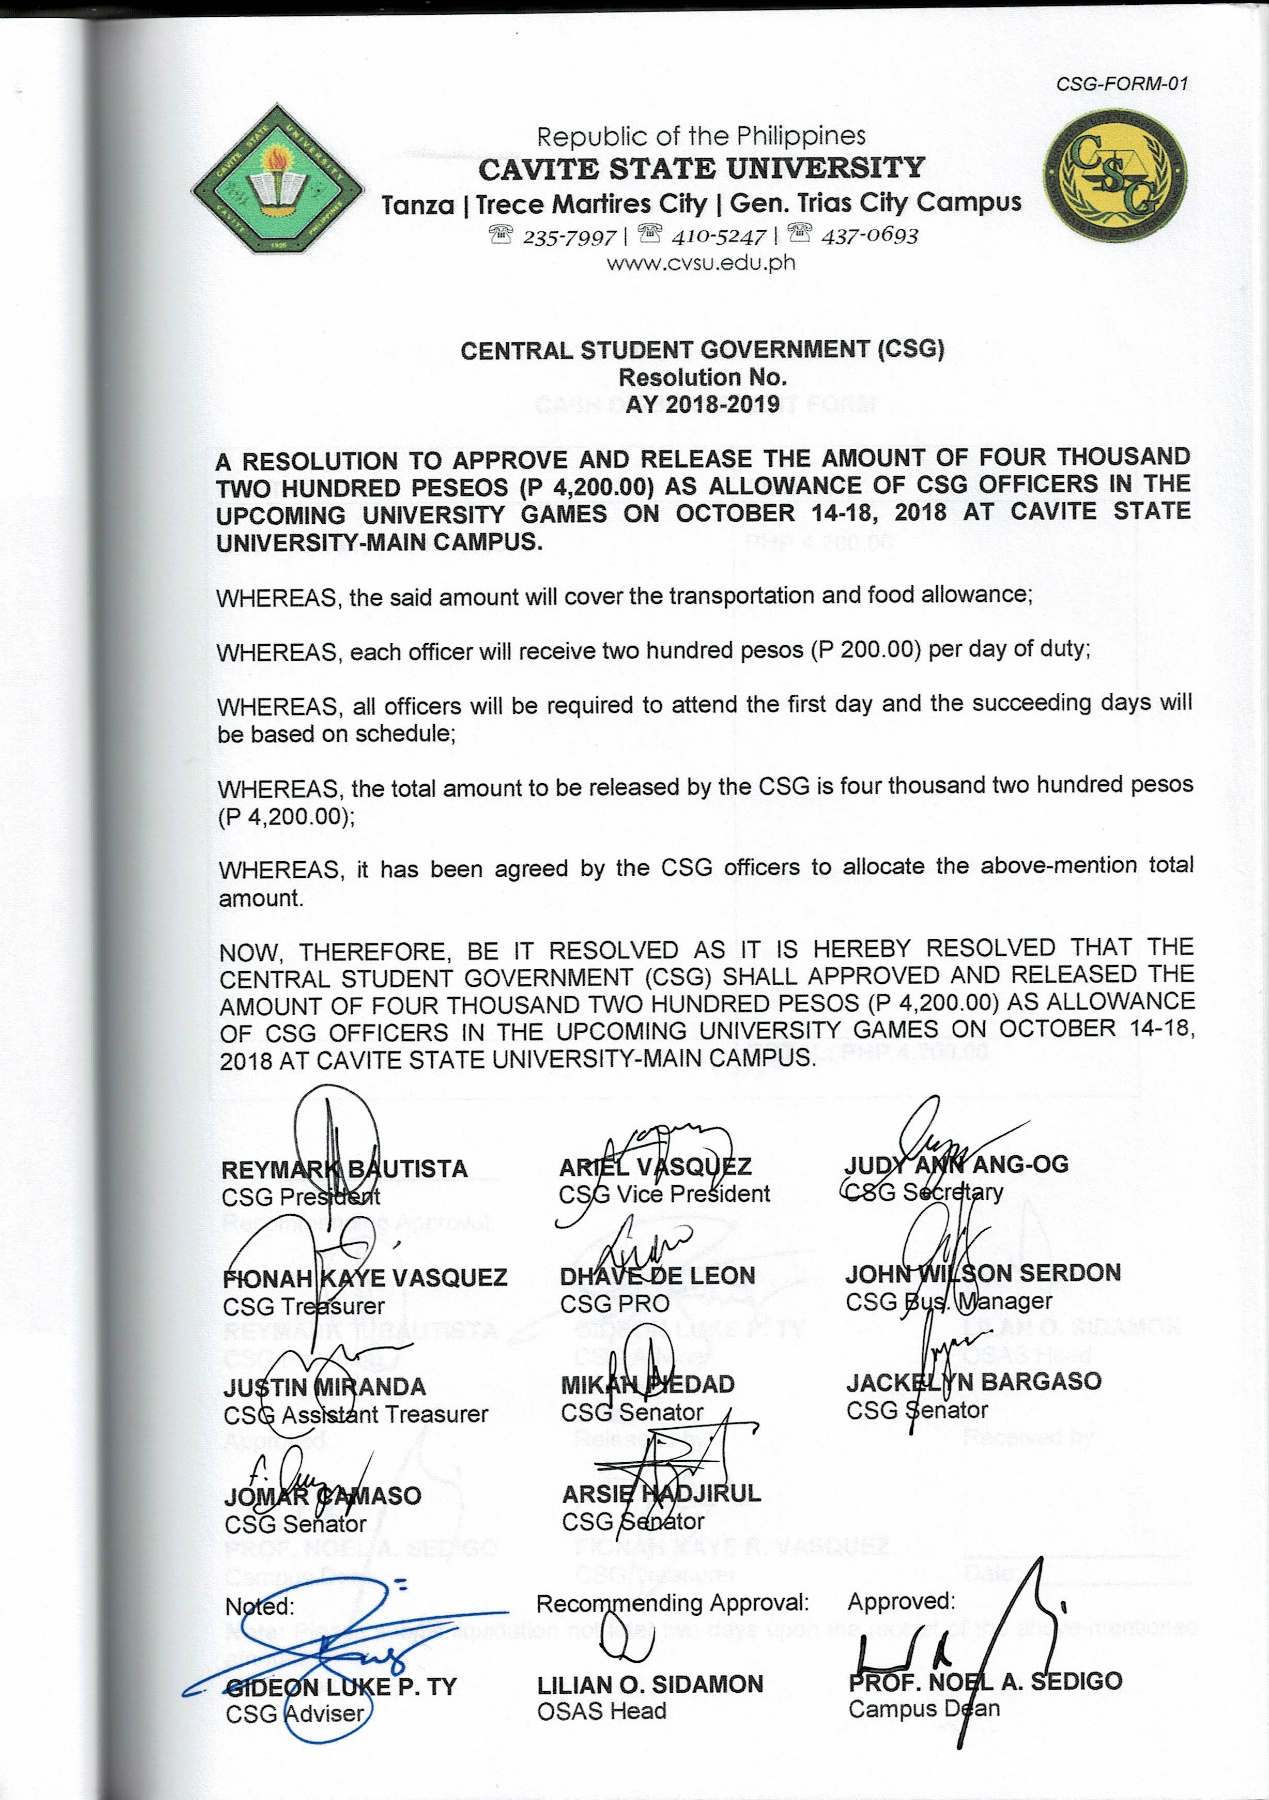 CSG-FORM-01
Republic of the Philippines
CAVITE STATE UNIVERSITY
Tanza | Trece Martires City | Gen. Trias City Campus
☏ 235-7997 | ☏ 410-5247 | ☏ 437-0693
www.cvsu.edu.ph
CENTRAL STUDENT GOVERNMENT (CSG)
Resolution No.
AY 2018-2019
A RESOLUTION TO APPROVE AND RELEASE THE AMOUNT OF FOUR THOUSAND
TWO HUNDRED PESEOS (P 4,200.00) AS ALLOWANCE OF CSG OFFICERS IN THE
UPCOMING UNIVERSITY GAMES ON OCTOBER 14-18, 2018 AT CAVITE STATE
UNIVERSITY-MAIN CAMPUS.
WHEREAS, the said amount will cover the transportation and food allowance;
WHEREAS, each officer will receive two hundred pesos (P 200.00) per day of duty;
WHEREAS, all officers will be required to attend the first day and the succeeding days will
be based on schedule;
WHEREAS, the total amount to be released by the CSG is four thousand two hundred pesos
(P 4,200.00);
WHEREAS, it has been agreed by the CSG officers to allocate the above-mention total
amount.
NOW, THEREFORE, BE IT RESOLVED AS IT IS HEREBY RESOLVED THAT THE
CENTRAL STUDENT GOVERNMENT (CSG) SHALL APPROVED AND RELEASED THE
AMOUNT OF FOUR THOUSAND TWO HUNDRED PESOS (P 4,200.00) AS ALLOWANCE
OF CSG OFFICERS IN THE UPCOMING UNIVERSITY GAMES ON OCTOBER 14-18,
2018 AT CAVITE STATE UNIVERSITY-MAIN CAMPUS.
REYMARK BAUTISTA ARIEL VASQUEZ JUDY ANN ANG-OG
CSG President CSG Vice President CSG Secretary
FIONAH KAYE VASQUEZ DHAVE DE LEON JOHN WILSON SERDON
CSG Treasurer CSG PRO CSG Bus. Manager
JUSTIN MIRANDA MIKAH PIEDAD JACKELYN BARGASO
CSG Assistant Treasurer CSG Senator CSG Senator
JOMAR CAMASO ARSIE HADJIRUL
CSG Senator CSG Senator
Noted: Recommending Approval: Approved:
GIDEON LUKE P. TY LILIAN O. SIDAMON PROF. NOEL A. SEDIGO
CSG Adviser OSAS Head Campus Dean